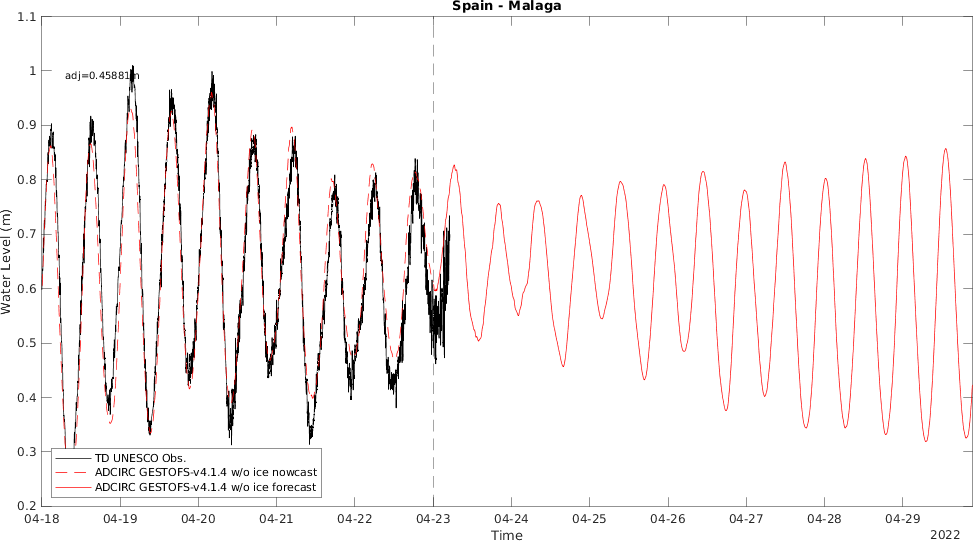 Spain - Malaga
1.1
1
0.9
0.8
0.7
0.6
0.5
0.4
0.3
0.2
Water Level (m)
adj=0.45881m
TD UNESCO Obs.
ADCIRC GESTOFS-v4.1.4 w/o ice nowcast
ADCIRC GESTOFS-v4.1.4 w/o ice forecast
04-18 04-19 04-20 04-21 04-22 04-23 04-24 04-25 04-26 04-27 04-28 04-29
Time
2022